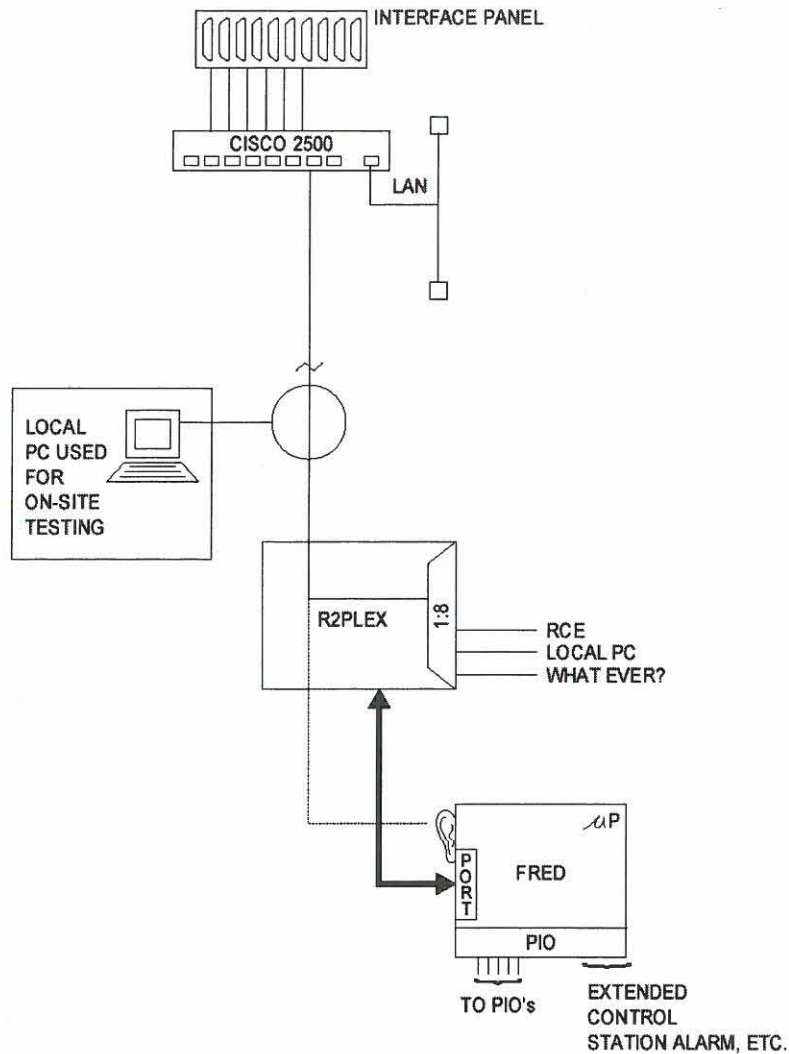 INTERFACE PANEL
CISCO 2500
LAN
LOCAL
PC USED
FOR
ON-SITE
TESTING
R2PLEX
1:8
RCE
LOCAL PC
WHAT EVER?
µP
PORT
FRED
PIO
TO PIO's
EXTENDED
CONTROL
STATION ALARM, ETC.